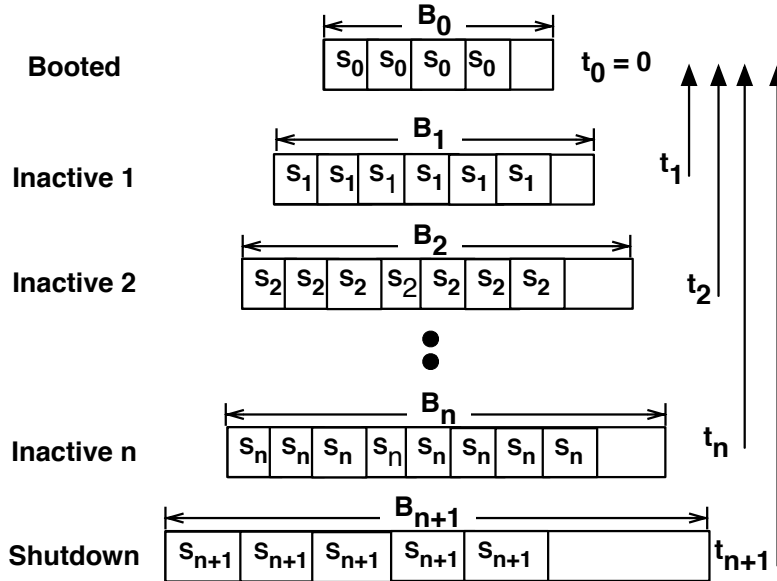 B0
Booted S0 S0 S0 S0 t0 = 0
B1
Inactive 1 S1 S1 S1 S1 S1 S1 t1
B2
Inactive 2 S2 S2 S2 S2 S2 S2 S2 t2
Bn
Inactive n Sn Sn Sn Sn Sn Sn Sn Sn tn
Bn+1
Shutdown Sn+1 Sn+1 Sn+1 Sn+1 Sn+1 tn+1